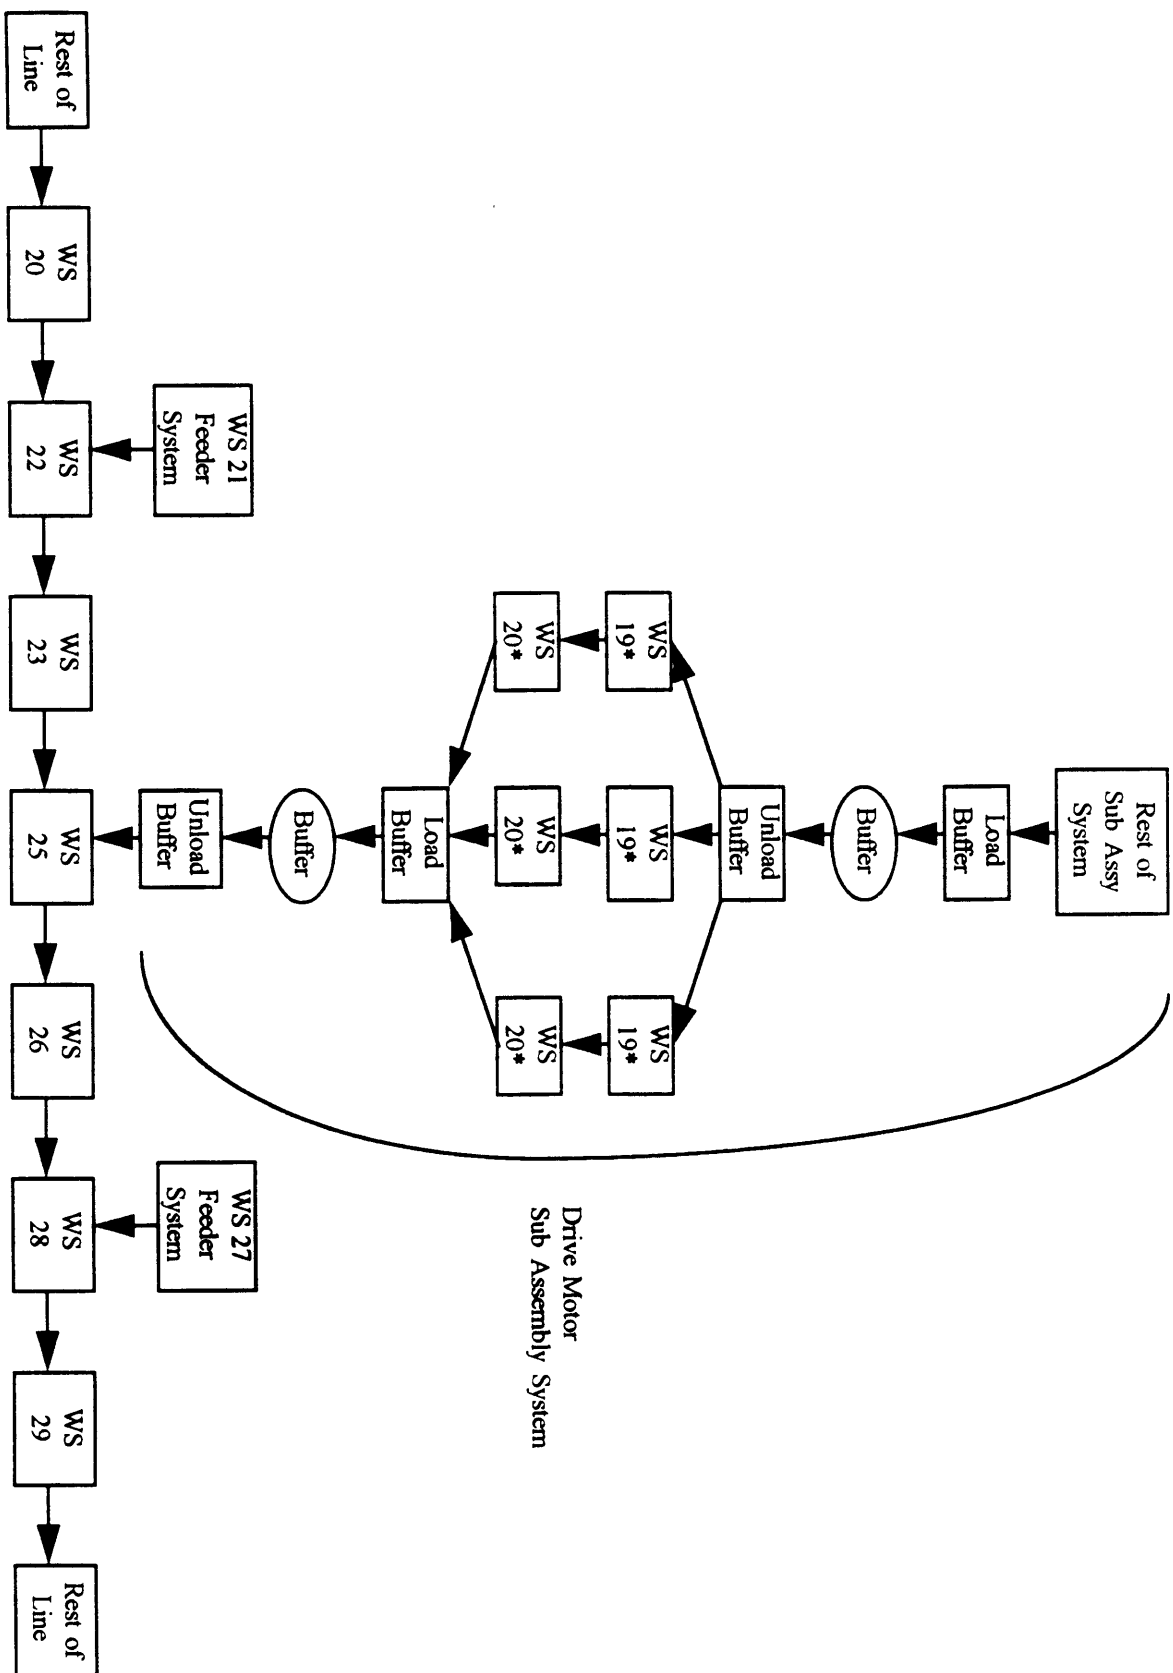 Rest of
Sub Assy
System
Load
Buffer
Buffer
Unload
Buffer
WS
19*
WS
19*
WS
19*
WS
20*
WS
20*
WS
20*
Load
Buffer
Buffer
Unload
Buffer
Drive Motor
Sub Assembly System
WS 21
Feeder
System
WS 27
Feeder
System
Rest of
Line
WS
20
WS
22
WS
23
WS
25
WS
26
WS
28
WS
29
Rest of
Line